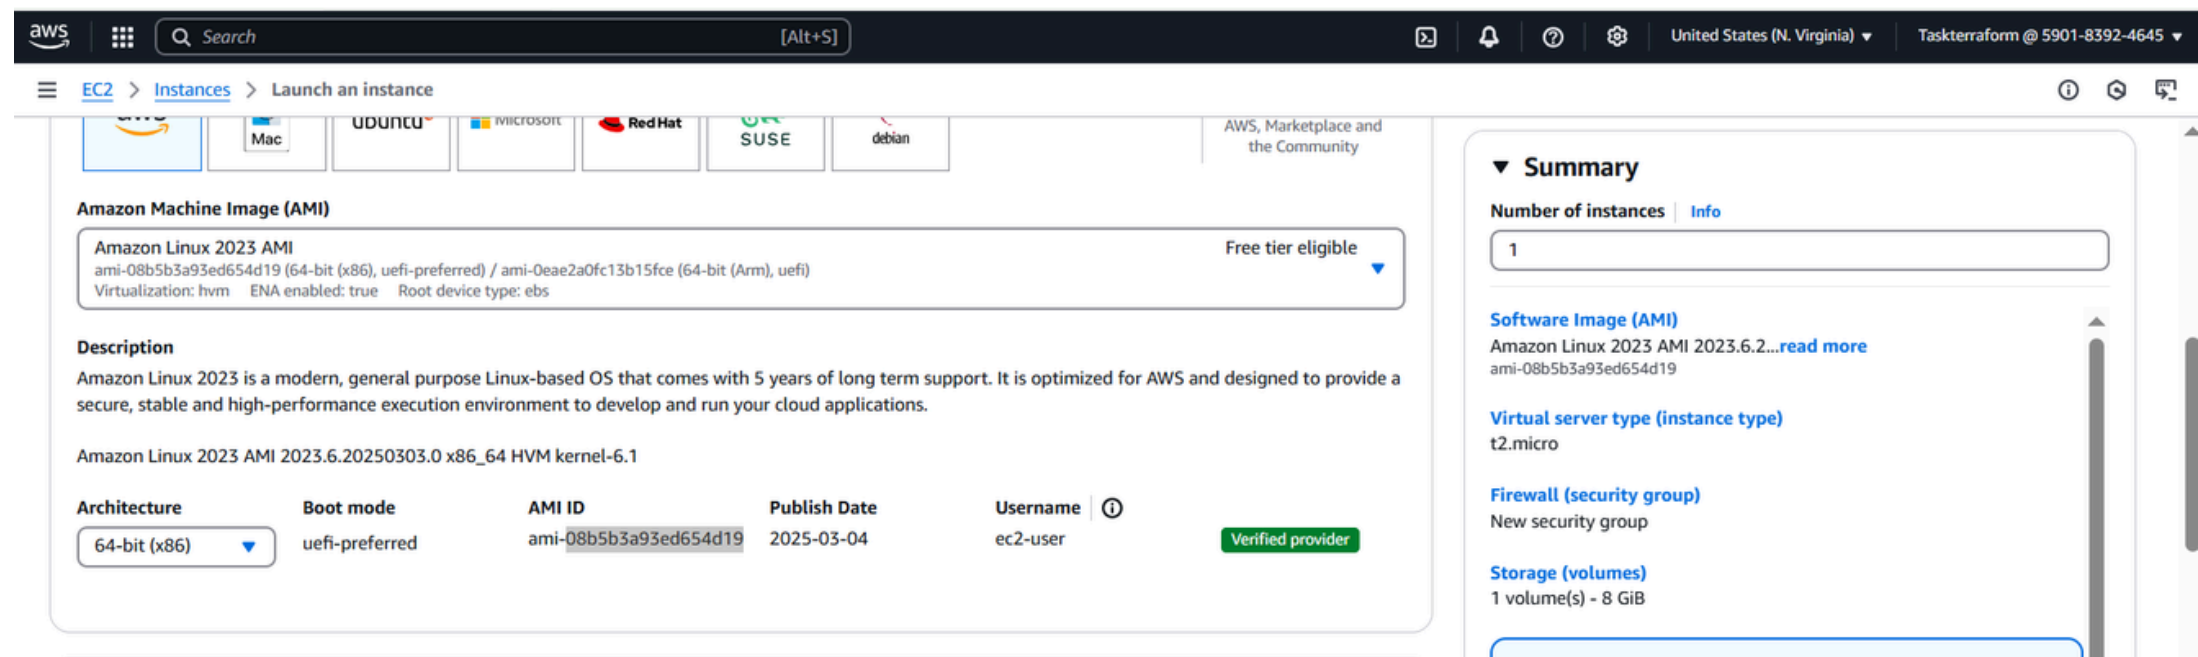 aws
Search
[Alt+S]
United States (N. Virginia)
Taskterraform @ 5901-8392-4645
EC2 > Instances > Launch an instance
aws
Mac
ubuntu
Microsoft
Red Hat
SUSE
debian
AWS, Marketplace and
the Community
Amazon Machine Image (AMI)
Amazon Linux 2023 AMI
Free tier eligible
ami-08b5b3a93ed654d19 (64-bit (x86), uefi-preferred) / ami-0eae2a0fc13b15fce (64-bit (Arm), uefi)
Virtualization: hvm ENA enabled: true Root device type: ebs
Description
Amazon Linux 2023 is a modern, general purpose Linux-based OS that comes with 5 years of long term support. It is optimized for AWS and designed to provide a
secure, stable and high-performance execution environment to develop and run your cloud applications.
Amazon Linux 2023 AMI 2023.6.20250303.0 x86_64 HVM kernel-6.1
Architecture Boot mode AMI ID Publish Date Username
64-bit (x86) uefi-preferred ami-08b5b3a93ed654d19 2025-03-04 ec2-user Verified provider
Summary
Number of instances Info
1
Software Image (AMI)
Amazon Linux 2023 AMI 2023.6.2...read more
ami-08b5b3a93ed654d19
Virtual server type (instance type)
t2.micro
Firewall (security group)
New security group
Storage (volumes)
1 volume(s) - 8 GiB